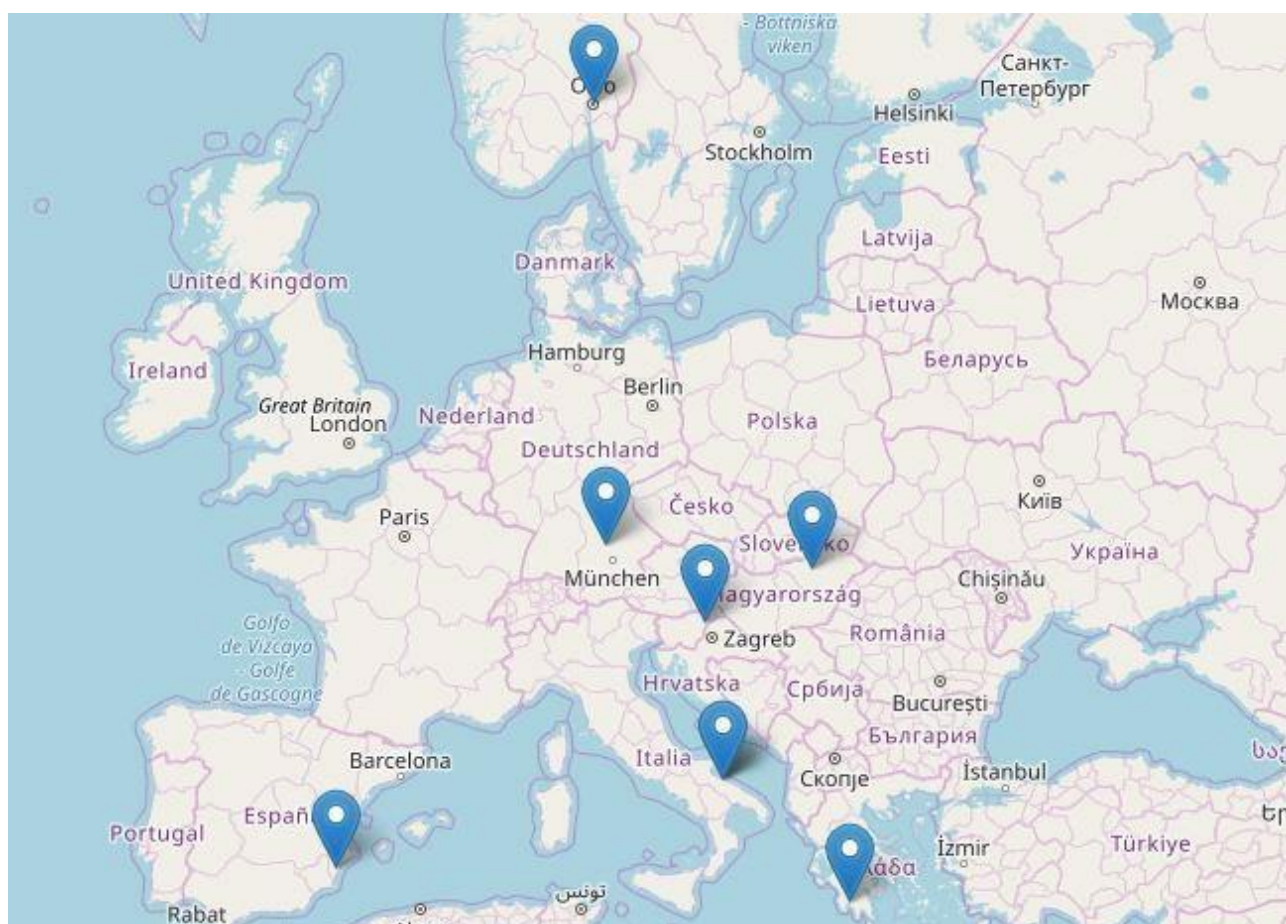 - Bottniska
viken
Санкт-
Петербург
Helsinki
Stockholm
Eesti
Latvija
Danmark
United Kingdom
Lietuva
Москва
Ireland
Hamburg
Беларусь
Berlin
Great Britain
London
Nederland
Polska
Deutschland
Київ
Česko
Paris
Україна
München
Chișinău
Zagreb
România
Golfo
de Vizcaya
- Golfe
de Gascogne
Hrvatska
Србија
București
България
Italia
Barcelona
Скопје
İstanbul
Portugal
İzmir
Türkiye
تونس
Rabat